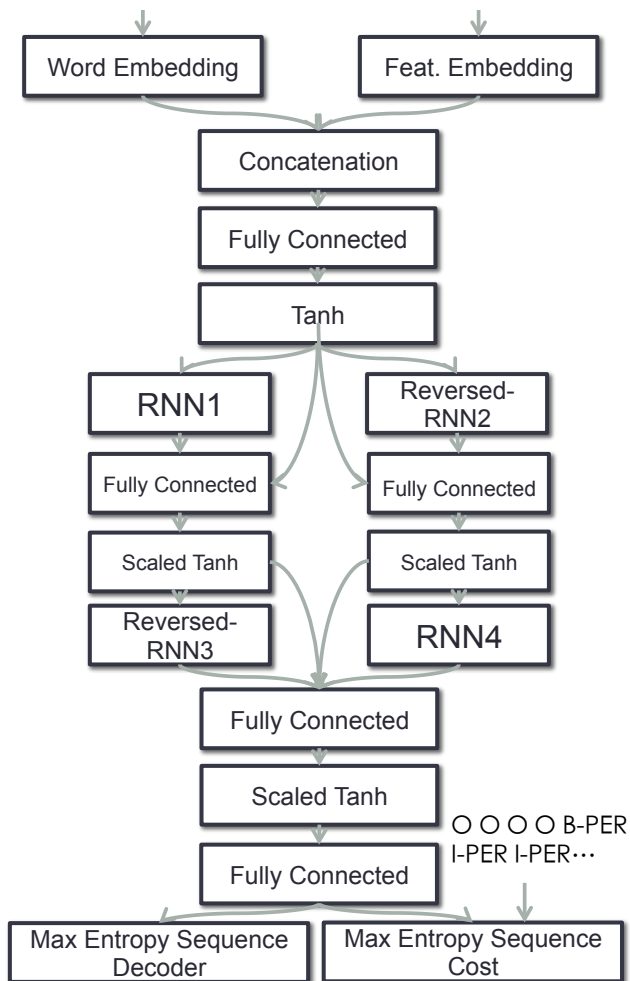 Word Embedding
Feat. Embedding
Concatenation
Fully Connected
Tanh
RNN1
Reversed-
RNN2
Fully Connected
Fully Connected
Scaled Tanh
Scaled Tanh
Reversed-
RNN3
RNN4
Fully Connected
Scaled Tanh
O O O O B-PER
I-PER I-PER…
Fully Connected
Max Entropy Sequence
Decoder
Max Entropy Sequence
Cost